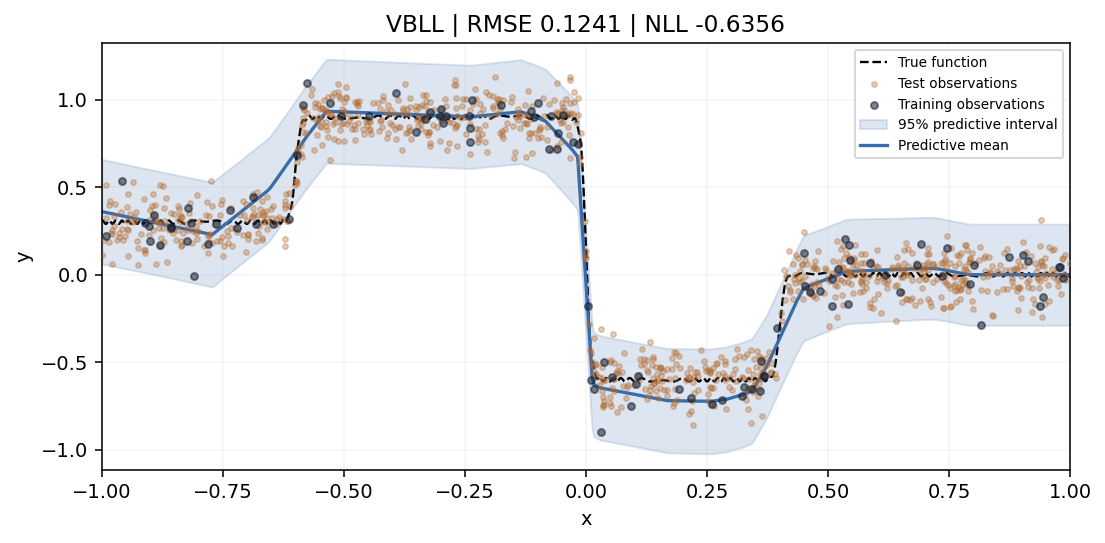 VBLL | RMSE 0.1241 | NLL -0.6356
True function
Test observations
Training observations
95% predictive interval
Predictive mean
1.0
0.5
0.0
−0.5
−1.0
y
−1.00 −0.75 −0.50 −0.25 0.00 0.25 0.50 0.75 1.00
x